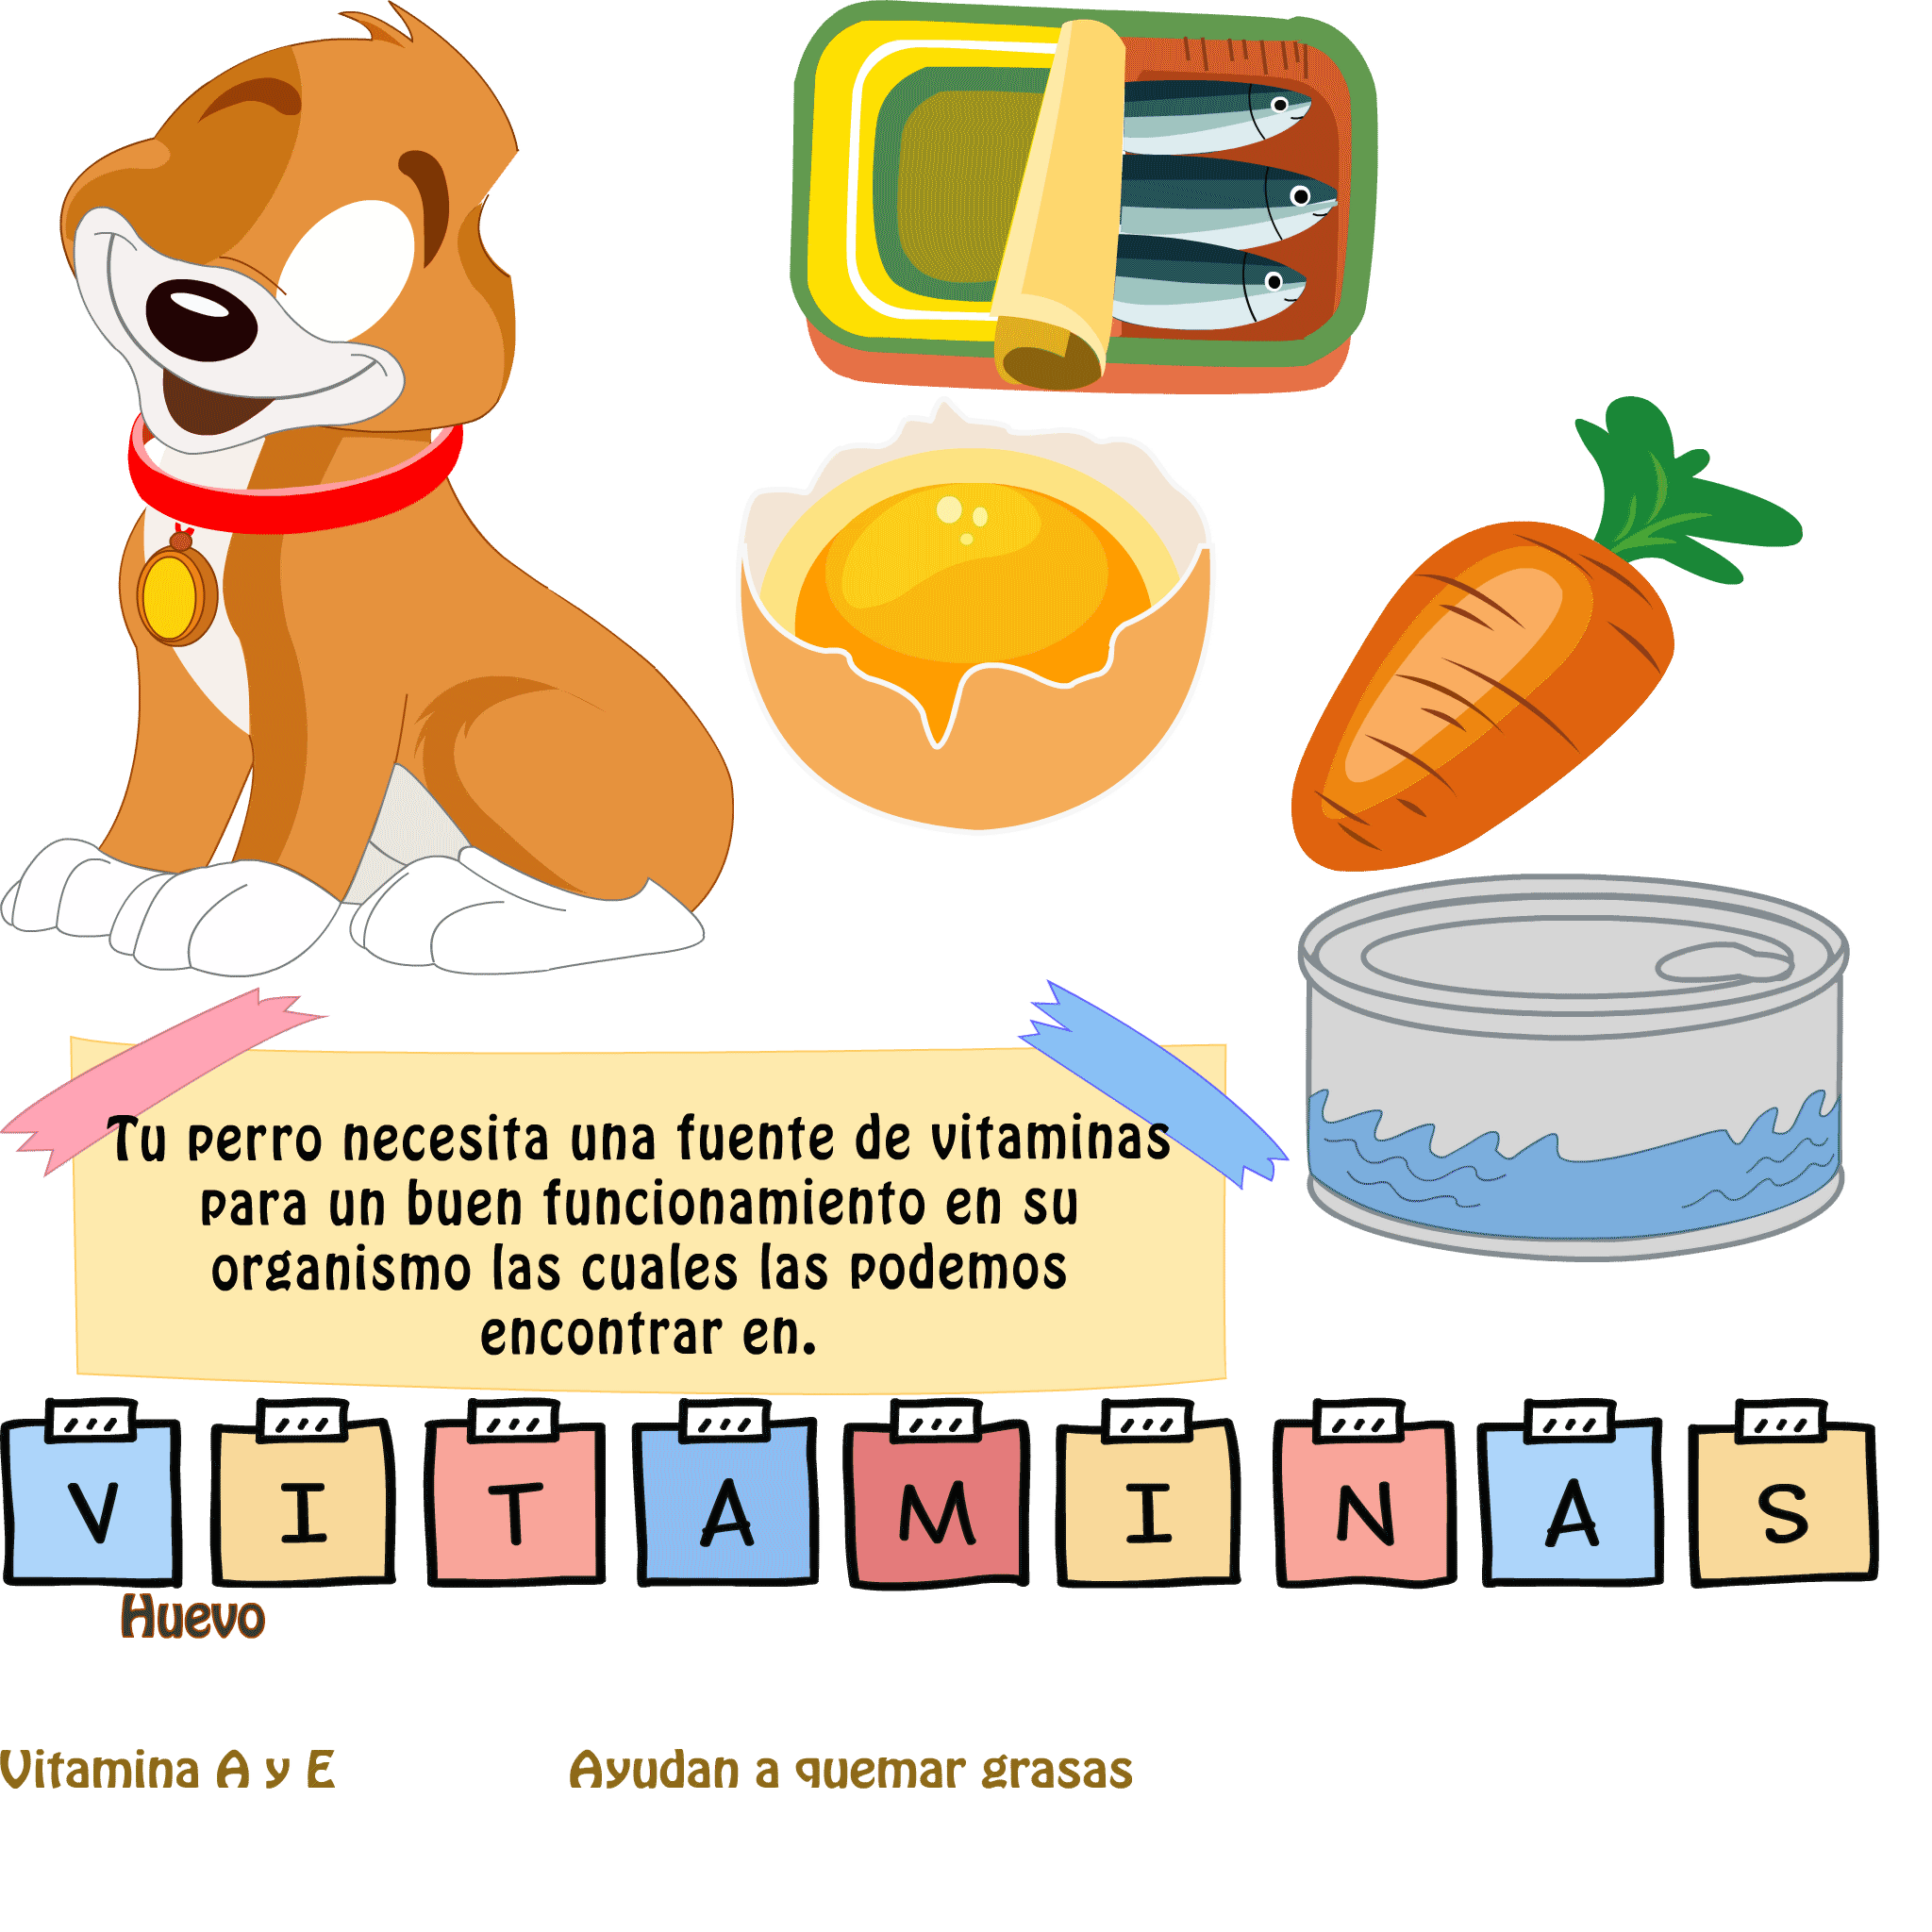 Tu perro necesita una fuente de vitaminas
para un buen funcionamiento en su
organismo las cuales las podemos
encontrar en.
V I T A M I N A S
Huevo
Vitamina A y E
Ayudan a quemar grasas